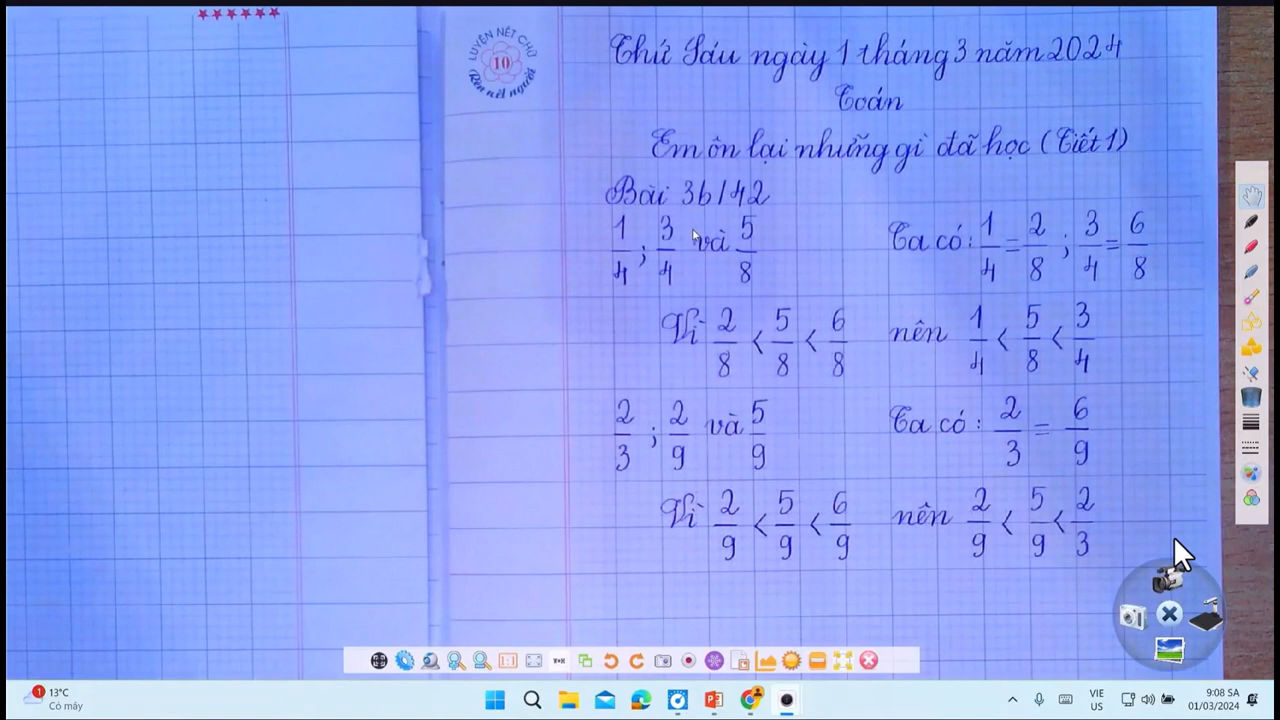 LUYỆN NÉT CHỮ
10
Rèn nết người
Thứ Sáu ngày 1 tháng 3 năm 2024
Toán
Em ôn lại những gì đã học (Tiết 1)
Bài 3b/42
1/4 ; 3/4 và 5/8 Ta có: 1/4 = 2/8 ; 3/4 = 6/8
Vì 2/8 < 5/8 < 6/8 nên 1/4 < 5/8 < 3/4
2/3 ; 2/9 và 5/9 Ta có: 2/3 = 6/9
Vì 2/9 < 5/9 < 6/9 nên 2/9 < 5/9 < 2/3
1
13°C
Có mây
VIE
US
9:08 SA
01/03/2024